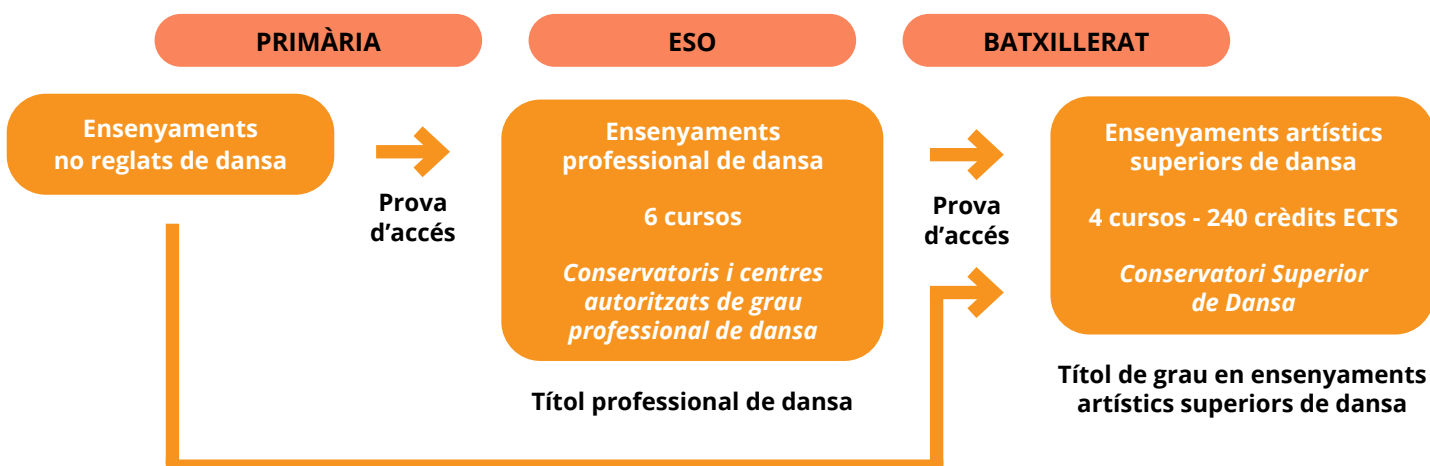 PRIMÀRIA
ESO
BATXILLERAT
Ensenyaments
no reglats de dansa
Prova
d’accés
Ensenyaments
professional de dansa
6 cursos
Conservatoris i centres
autoritzats de grau
professional de dansa
Títol professional de dansa
Prova
d’accés
Ensenyaments artístics
superiors de dansa
4 cursos - 240 crèdits ECTS
Conservatori Superior
de Dansa
Títol de grau en ensenyaments
artístics superiors de dansa